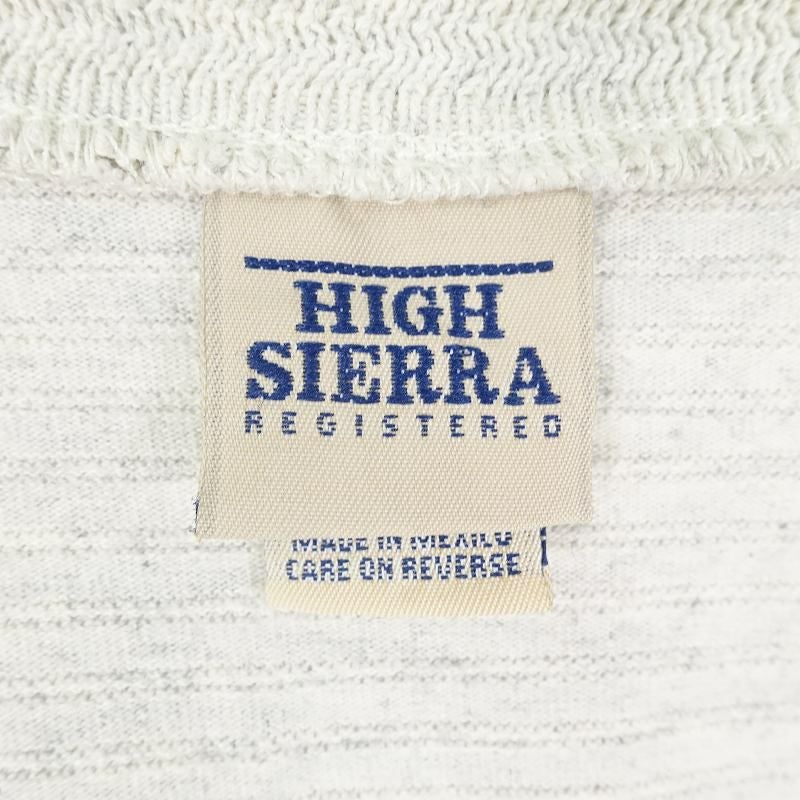 HIGH
SIERRA
REGISTERED
MADE IN MEXICO
CARE ON REVERSE